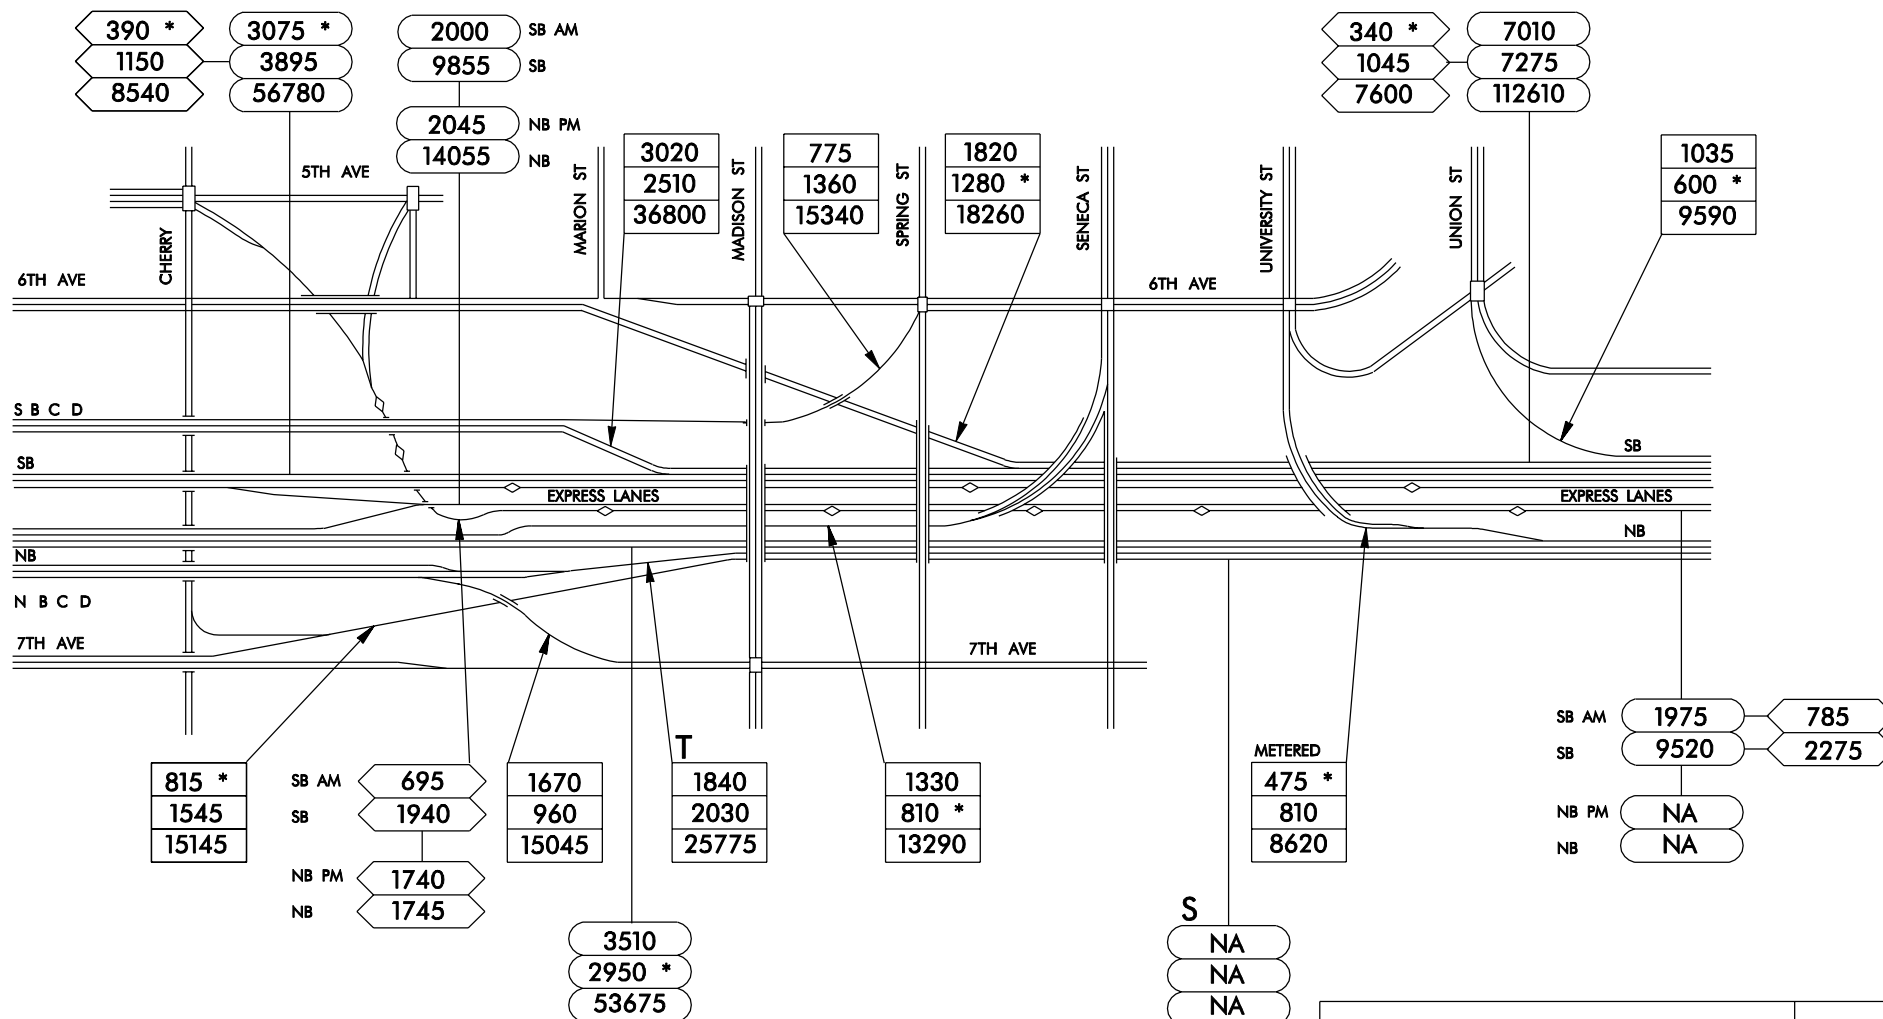 390 *
1150
8540
3075 *
3895
56780
2000 SB AM
9855 SB
2045 NB PM
14055 NB
340 *
1045
7600
7010
7275
112610
3020
2510
36800
775
1360
15340
1820
1280 *
18260
1035
600 *
9590
5TH AVE
CHERRY
MARION ST
MADISON ST
SPRING ST
SENECA ST
UNIVERSITY ST
UNION ST
6TH AVE
6TH AVE
S B C D
SB
SB
EXPRESS LANES
EXPRESS LANES
NB
NB
N B C D
7TH AVE
7TH AVE
815 *
1545
15145
SB AM 695
SB 1940
NB PM 1740
NB 1745
1670
960
15045
T
1840
2030
25775
1330
810 *
13290
METERED
475 *
810
8620
SB AM 1975 785
SB 9520 2275
NB PM NA
NB NA
3510
2950 *
53675
S
NA
NA
NA